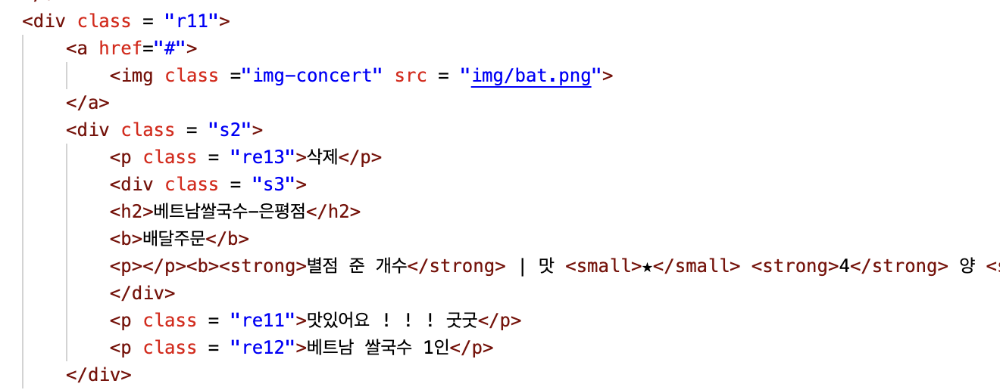 <div class = "r11">
<a href="#">
<img class ="img-concert" src = "img/bat.png">
</a>
<div class = "s2">
<p class = "re13">삭제</p>
<div class = "s3">
<h2>베트남쌀국수-은평점</h2>
<b>배달주문</b>
<p></p><b><strong>별점 준 개수</strong> | 맛 <small>★</small> <strong>4</strong> 양 <
</div>
<p class = "re11">맛있어요 ! ! ! 굿굿</p>
<p class = "re12">베트남 쌀국수 1인</p>
</div>